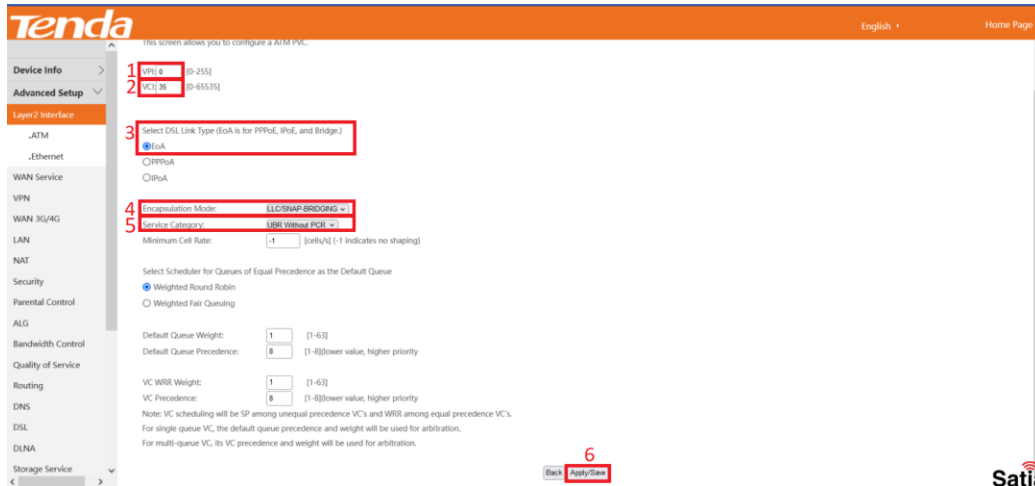 Tenda
English
Home Page
This screen allows you to configure a ATM PVC.
Device Info
1 VPI: 0 [0-255]
2 VCI: 35 [0-65535]
Advanced Setup
Layer2 Interface
.ATM
.Ethernet
WAN Service
VPN
WAN 3G/4G
LAN
NAT
Security
Parental Control
ALG
Bandwidth Control
Quality of Service
Routing
DNS
DSL
DLNA
Storage Service
3 Select DSL Link Type (EoA is for PPPoE, IPoE, and Bridge.)
EoA
PPPoA
IPoA
4 Encapsulation Mode: LLC/SNAP-BRIDGING
5 Service Category: UBR Without PCR
Minimum Cell Rate: -1 [cells/s] (-1 indicates no shaping)
Select Scheduler for Queues of Equal Precedence as the Default Queue
Weighted Round Robin
Weighted Fair Queuing
Default Queue Weight: 1 [1-63]
Default Queue Precedence: 8 [1-8](lower value, higher priority
VC WRR Weight: 1 [1-63]
VC Precedence: 8 [1-8](lower value, higher priority
Note: VC scheduling will be SP among unequal precedence VC's and WRR among equal precedence VC's.
For single queue VC, the default queue precedence and weight will be used for arbitration.
For multi-queue VC, its VC precedence and weight will be used for arbitration.
6
Back Apply/Save